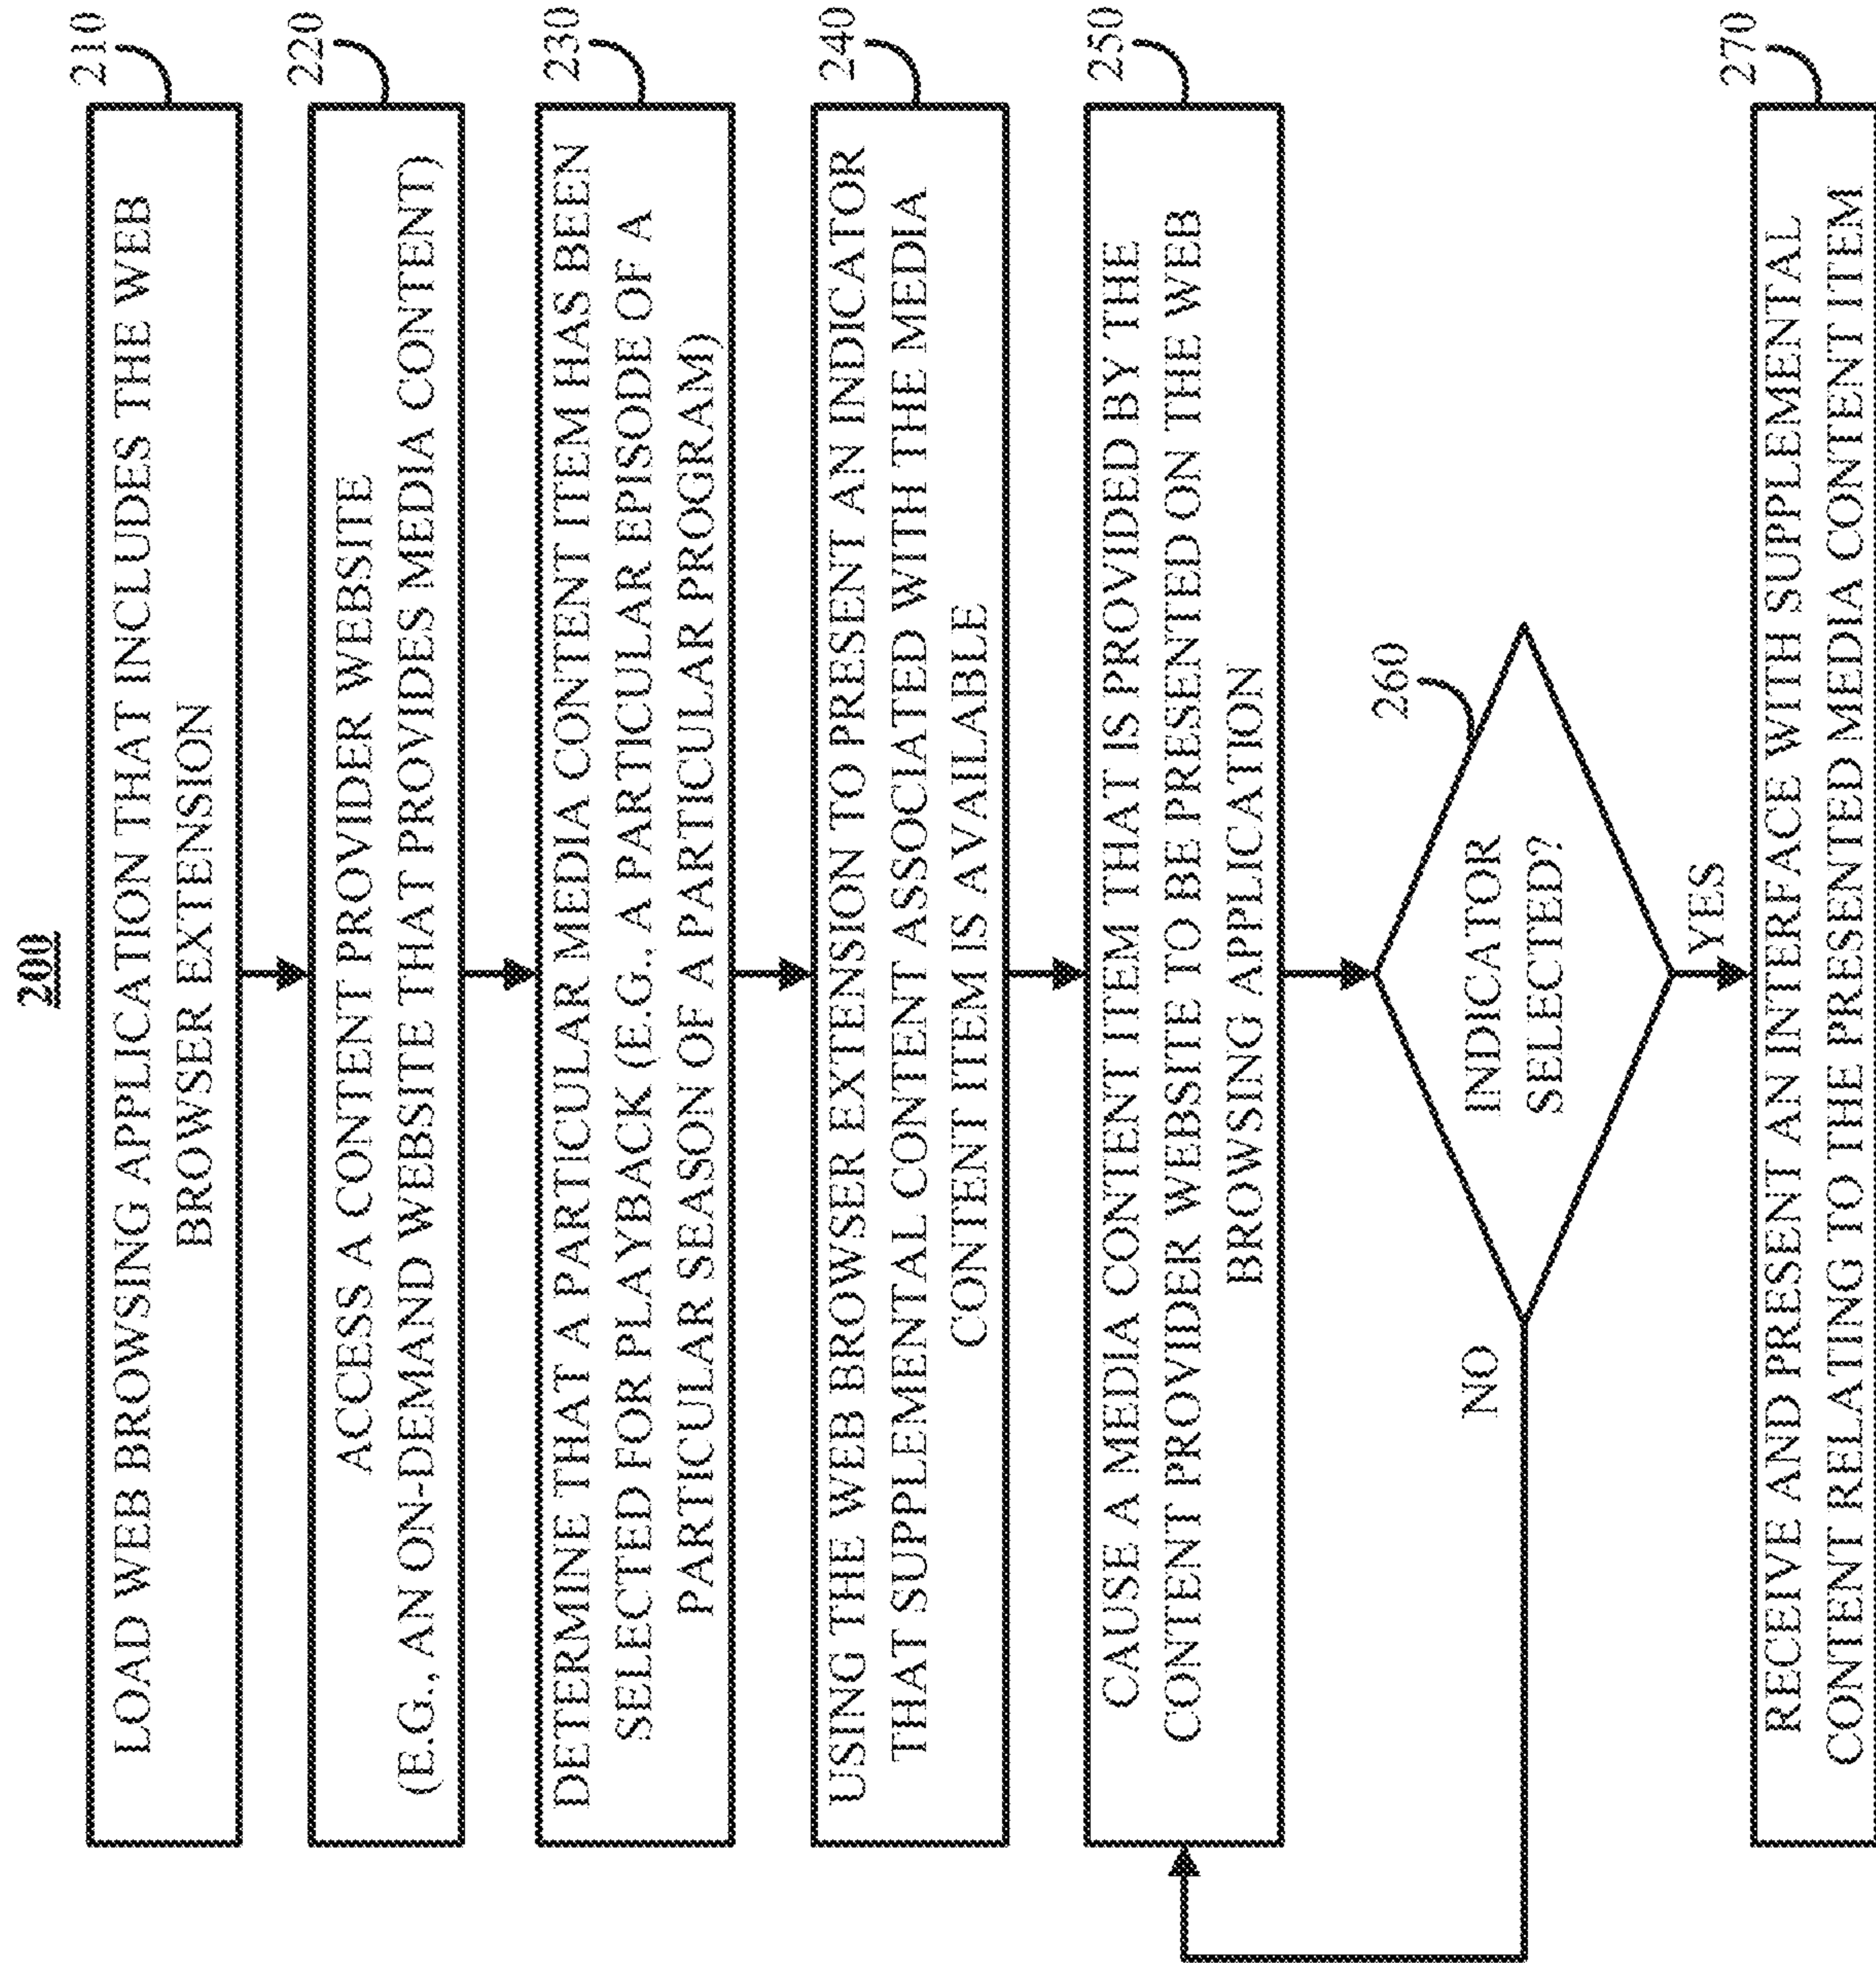 200
210
LOAD WEB BROWSING APPLICATION THAT INCLUDES THE WEB
BROWSER EXTENSION
220
ACCESS A CONTENT PROVIDER WEBSITE
(E.G., AN ON-DEMAND WEBSITE THAT PROVIDES MEDIA CONTENT)
230
DETERMINE THAT A PARTICULAR MEDIA CONTENT ITEM HAS BEEN
SELECTED FOR PLAYBACK (E.G., A PARTICULAR EPISODE OF A
PARTICULAR SEASON OF A PARTICULAR PROGRAM)
240
USING THE WEB BROWSER EXTENSION TO PRESENT AN INDICATOR
THAT SUPPLEMENTAL CONTENT ASSOCIATED WITH THE MEDIA
CONTENT ITEM IS AVAILABLE
250
CAUSE A MEDIA CONTENT ITEM THAT IS PROVIDED BY THE
CONTENT PROVIDER WEBSITE TO BE PRESENTED ON THE WEB
BROWSING APPLICATION
260
INDICATOR
SELECTED?
NO
YES
270
RECEIVE AND PRESENT AN INTERFACE WITH SUPPLEMENTAL
CONTENT RELATING TO THE PRESENTED MEDIA CONTENT ITEM